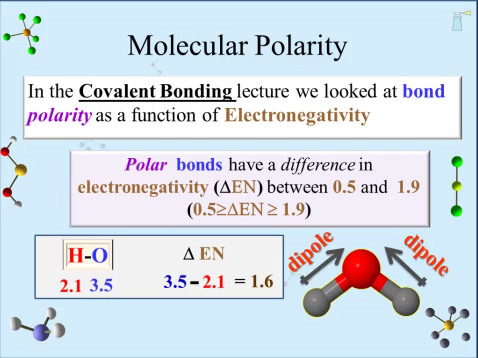 Molecular Polarity
In the Covalent Bonding lecture we looked at bond
polarity as a function of Electronegativity
Polar bonds have a difference in
electronegativity (ΔEN) between 0.5 and 1.9
(0.5≥ΔEN ≥ 1.9)
H-O Δ EN
2.1 3.5 3.5 - 2.1 = 1.6
dipole
dipole